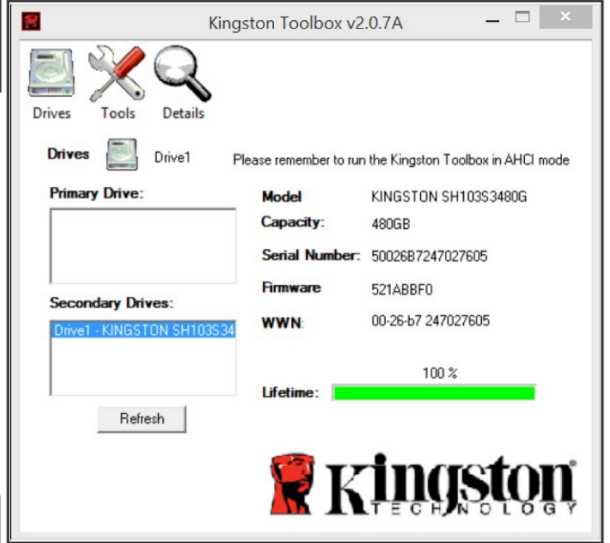 Kingston Toolbox v2.0.7A
Drives Tools Details
Drives Drive1 Please remember to run the Kingston Toolbox in AHCI mode
Primary Drive:
Model KINGSTON SH103S3480G
Capacity: 480GB
Serial Number: 50026B7247027605
Firmware 521ABBF0
Secondary Drives:
WWN: 00-26-b7 247027605
Drive1 - KINGSTON SH103S34
100 %
Lifetime:
Refresh
Kingston
TECHNOLOGY